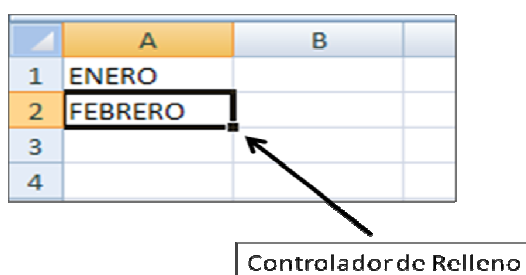 A B
1 ENERO
2 FEBRERO
3
4
Controlador de Relleno